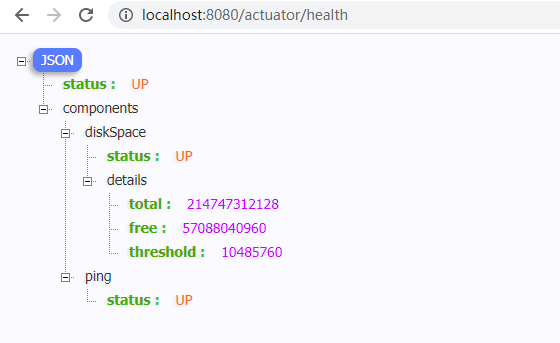 localhost:8080/actuator/health
JSON
status : UP
components
diskSpace
status : UP
details
total : 214747312128
free : 57088040960
threshold : 10485760
ping
status : UP